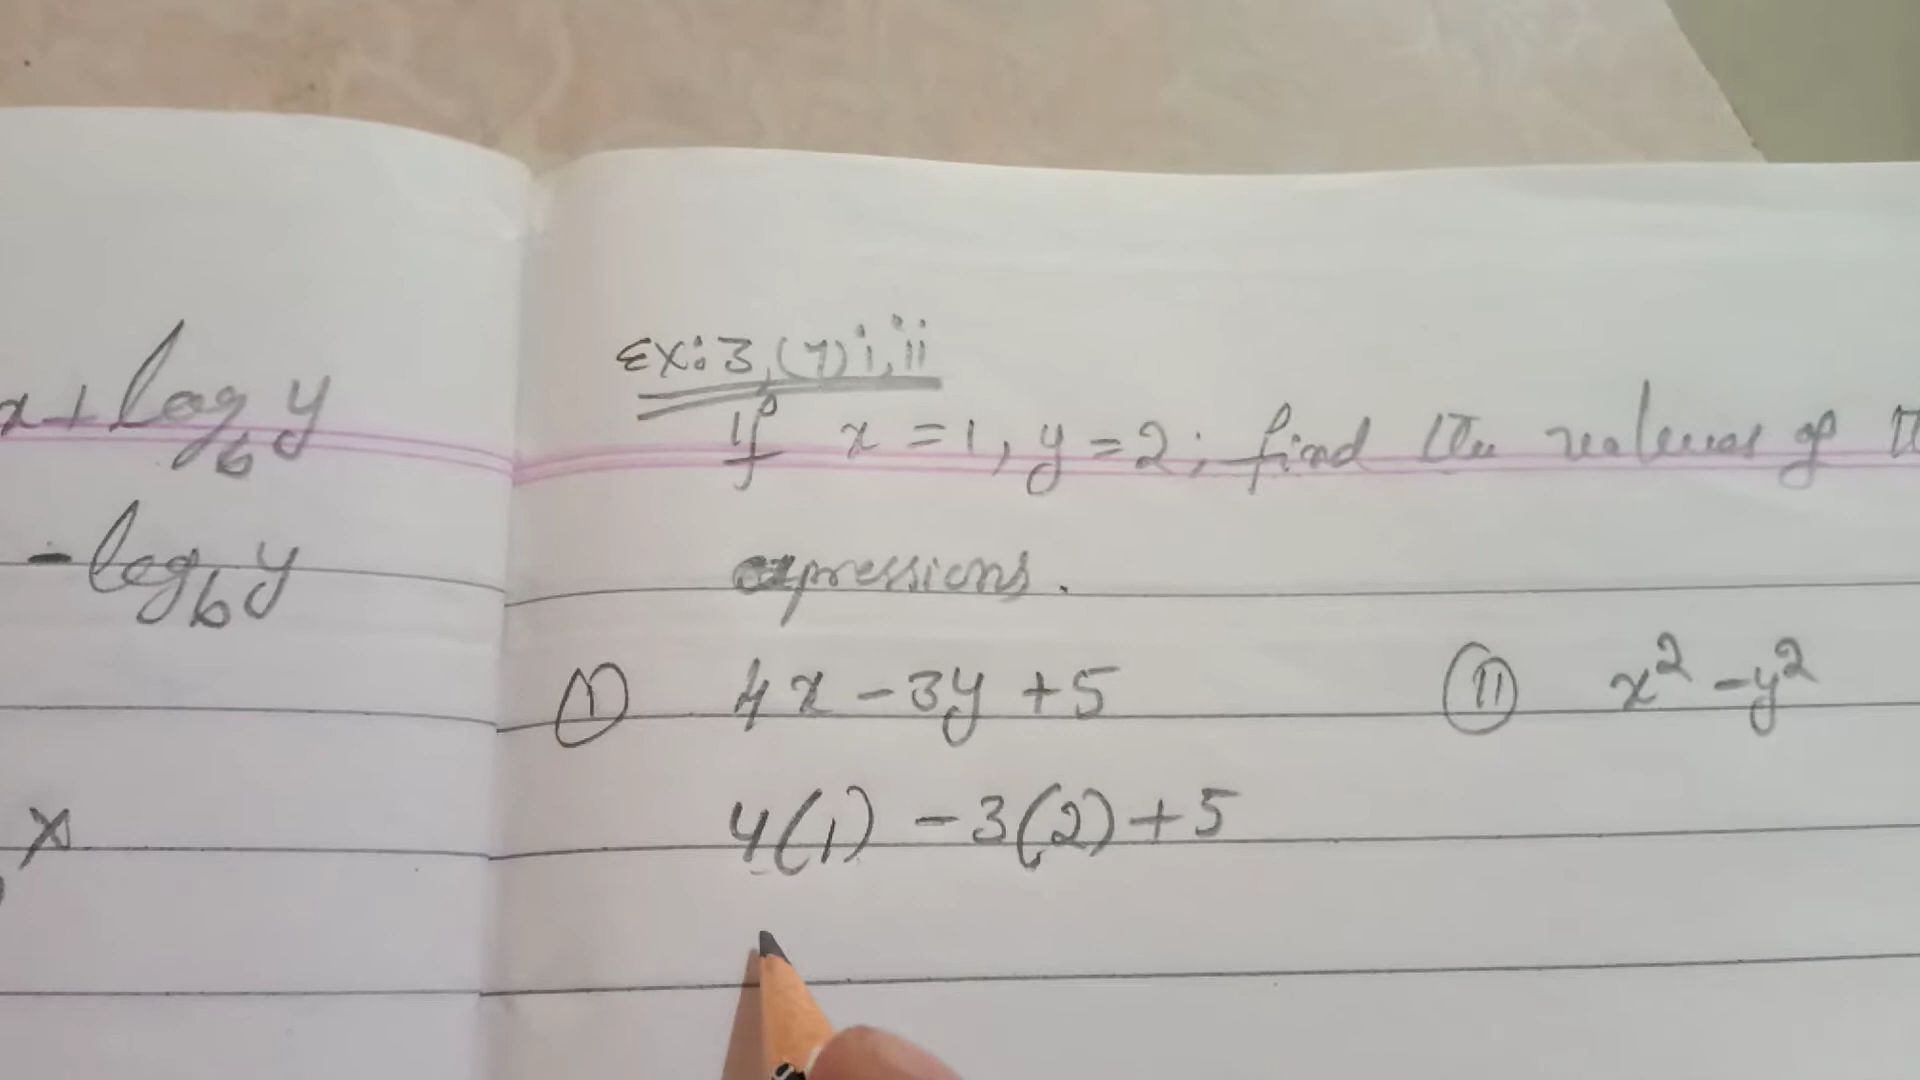 x + log_b y
- log_b y
x
Ex: 3, (7) i, ii
If x = 1, y = 2; find the values of
expressions.
(i) 4x - 3y + 5 (ii) x² - y²
4(1) - 3(2) + 5